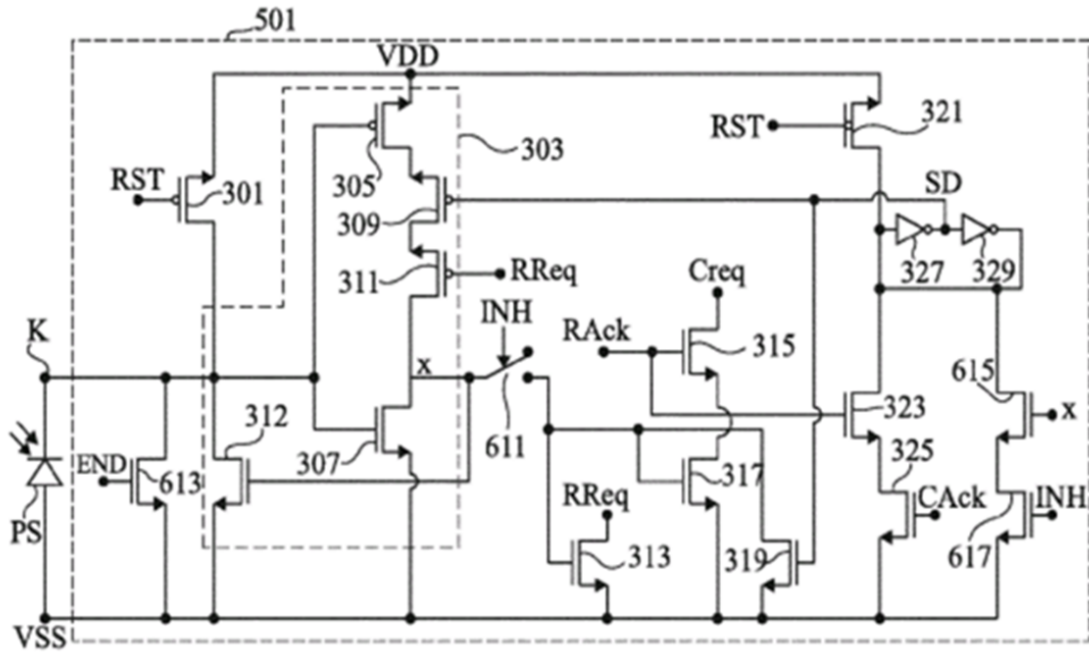 501
VDD
RST
321
303
RST
301
305
SD
309
327
329
311
RReq
Creq
INH
K
x
RAck
315
615
312
323
x
611
307
325
END
613
317
CAck
INH
RReq
PS
313
319
617
VSS